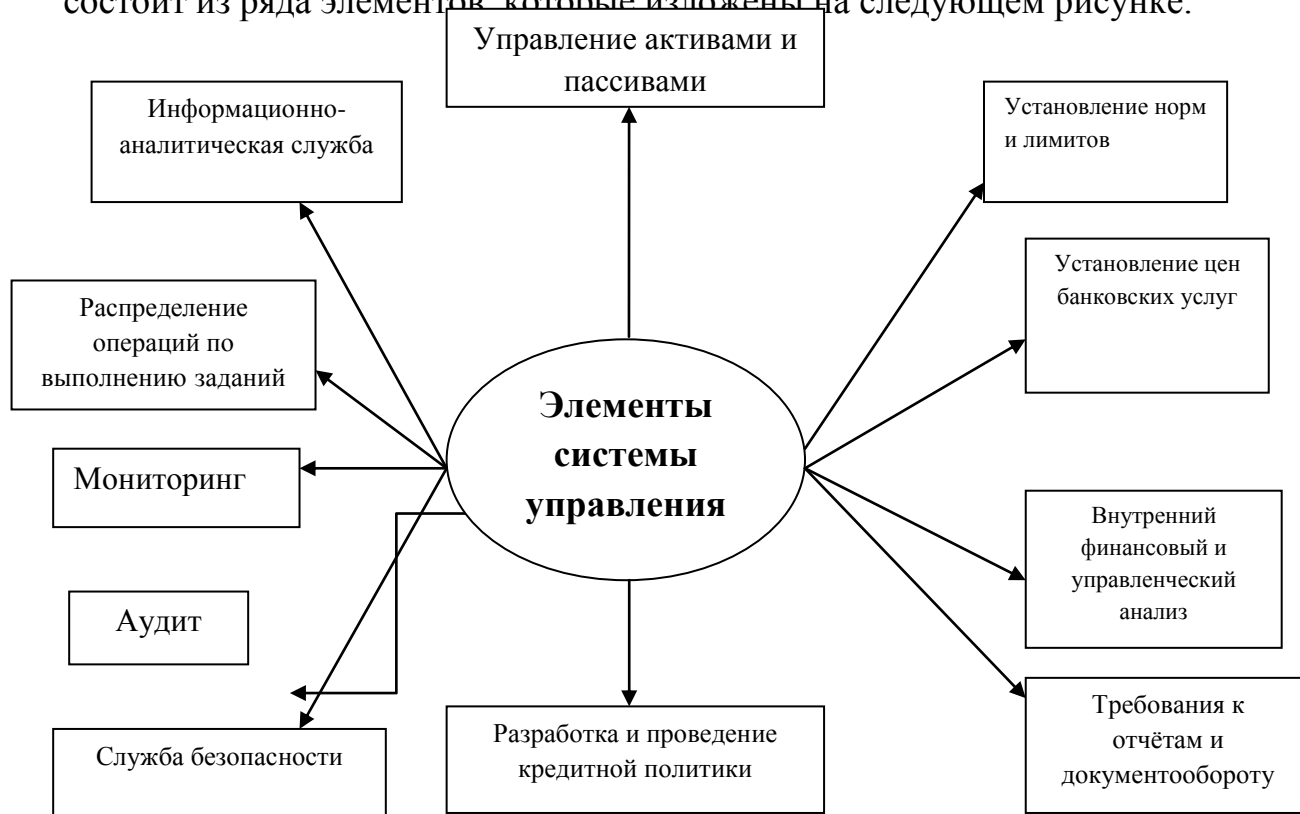 состоит из ряда элементов, которые изложены на следующем рисунке.
Управление активами и
пассивами
Информационно-
аналитическая служба
Установление норм
и лимитов
Распределение
операций по
выполнению заданий
Установление цен
банковских услуг
Элементы
системы
управления
Мониторинг
Внутренний
финансовый и
управленческий
анализ
Аудит
Служба безопасности
Разработка и проведение
кредитной политики
Требования к
отчётам и
документообороту